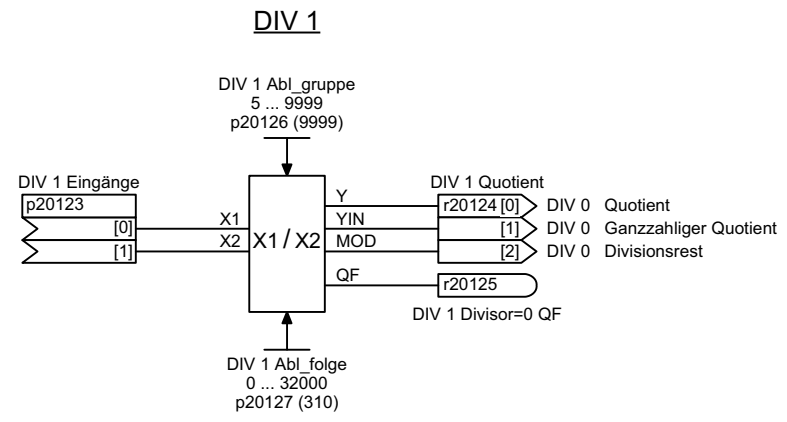 DIV 1
DIV 1 Abl_gruppe
5 ... 9999
p20126 (9999)
DIV 1 Eingänge
p20123
[0]
[1]
X1
X2
X1 / X2
Y
YIN
MOD
QF
DIV 1 Quotient
r20124 [0] DIV 0 Quotient
[1] DIV 0 Ganzzahliger Quotient
[2] DIV 0 Divisionsrest
r20125
DIV 1 Divisor=0 QF
DIV 1 Abl_folge
0 ... 32000
p20127 (310)